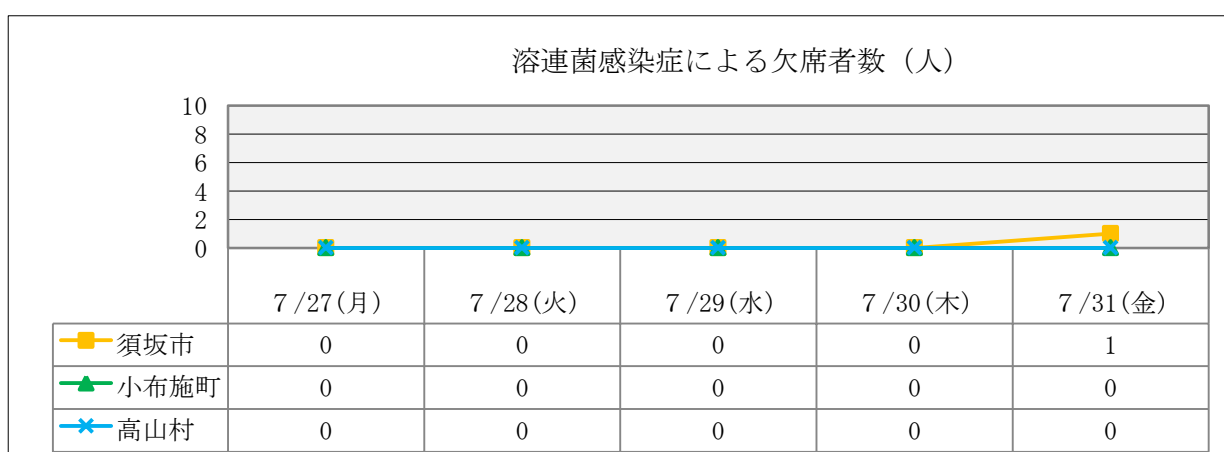 溶連菌感染症による欠席者数（人）
10
8
6
4
2
0
７/27(月) ７/28(火) ７/29(水) ７/30(木) ７/31(金)
須坂市 0 0 0 0 1
小布施町 0 0 0 0 0
高山村 0 0 0 0 0